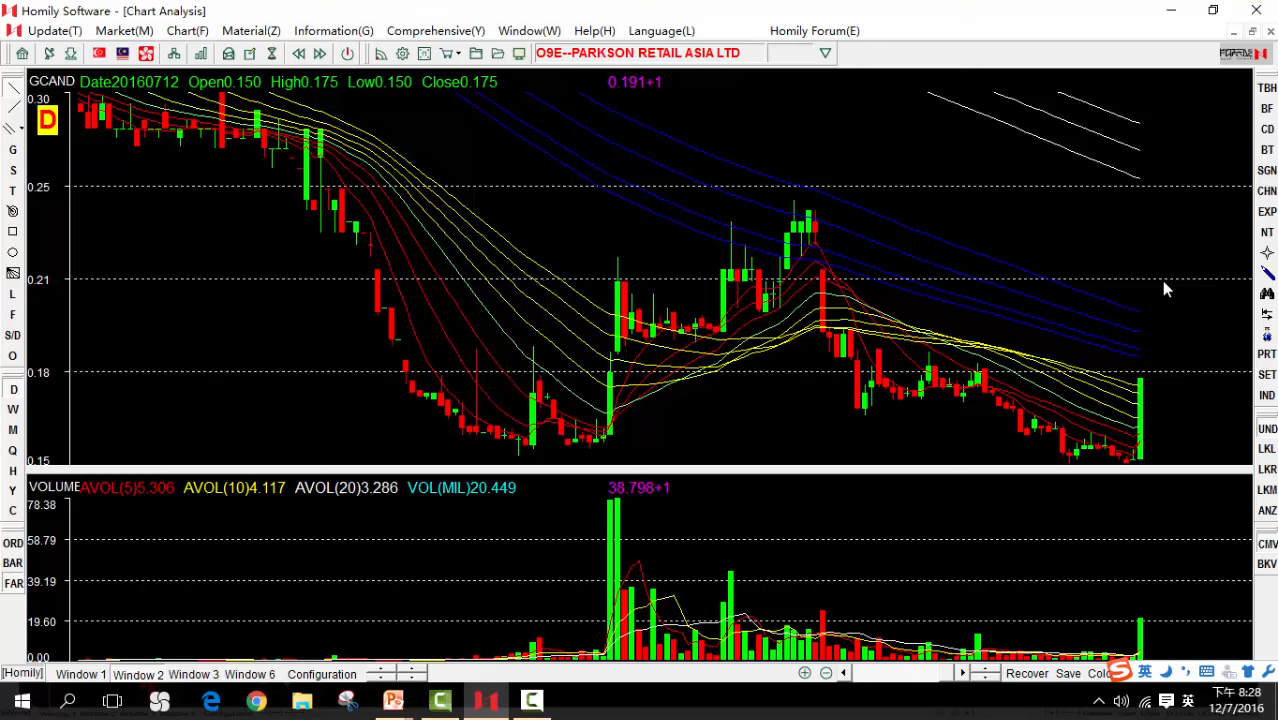 Homily Software - [Chart Analysis]
Update(T) Market(M) Chart(F) Material(Z) Information(G) Comprehensive(Y) Window(W) Help(H) Language(L) Homily Forum(E)
O9E--PARKSON RETAIL ASIA LTD
GCAND Date20160712 Open0.150 High0.175 Low0.150 Close0.175 0.191+1
0.30
D
0.25
0.21
0.18
0.15
VOLUME AVOL(5)5.306 AVOL(10)4.117 AVOL(20)3.286 VOL(MIL)20.449 38.798+1
78.38
58.79
39.19
19.60
0.00
G
S
T
L
F
S/D
O
D
W
M
Q
H
Y
C
ORD
BAR
FAR
TBH
BF
CD
BT
SGN
CHN
EXP
NT
PRT
SET
IND
UND
LKL
LKR
LKM
ANZ
CMV
BKV
[Homily] Window 1 Window 2 Window 3 Window 6 Configuration Recover Save
英
英
下午 8:28
12/7/2016